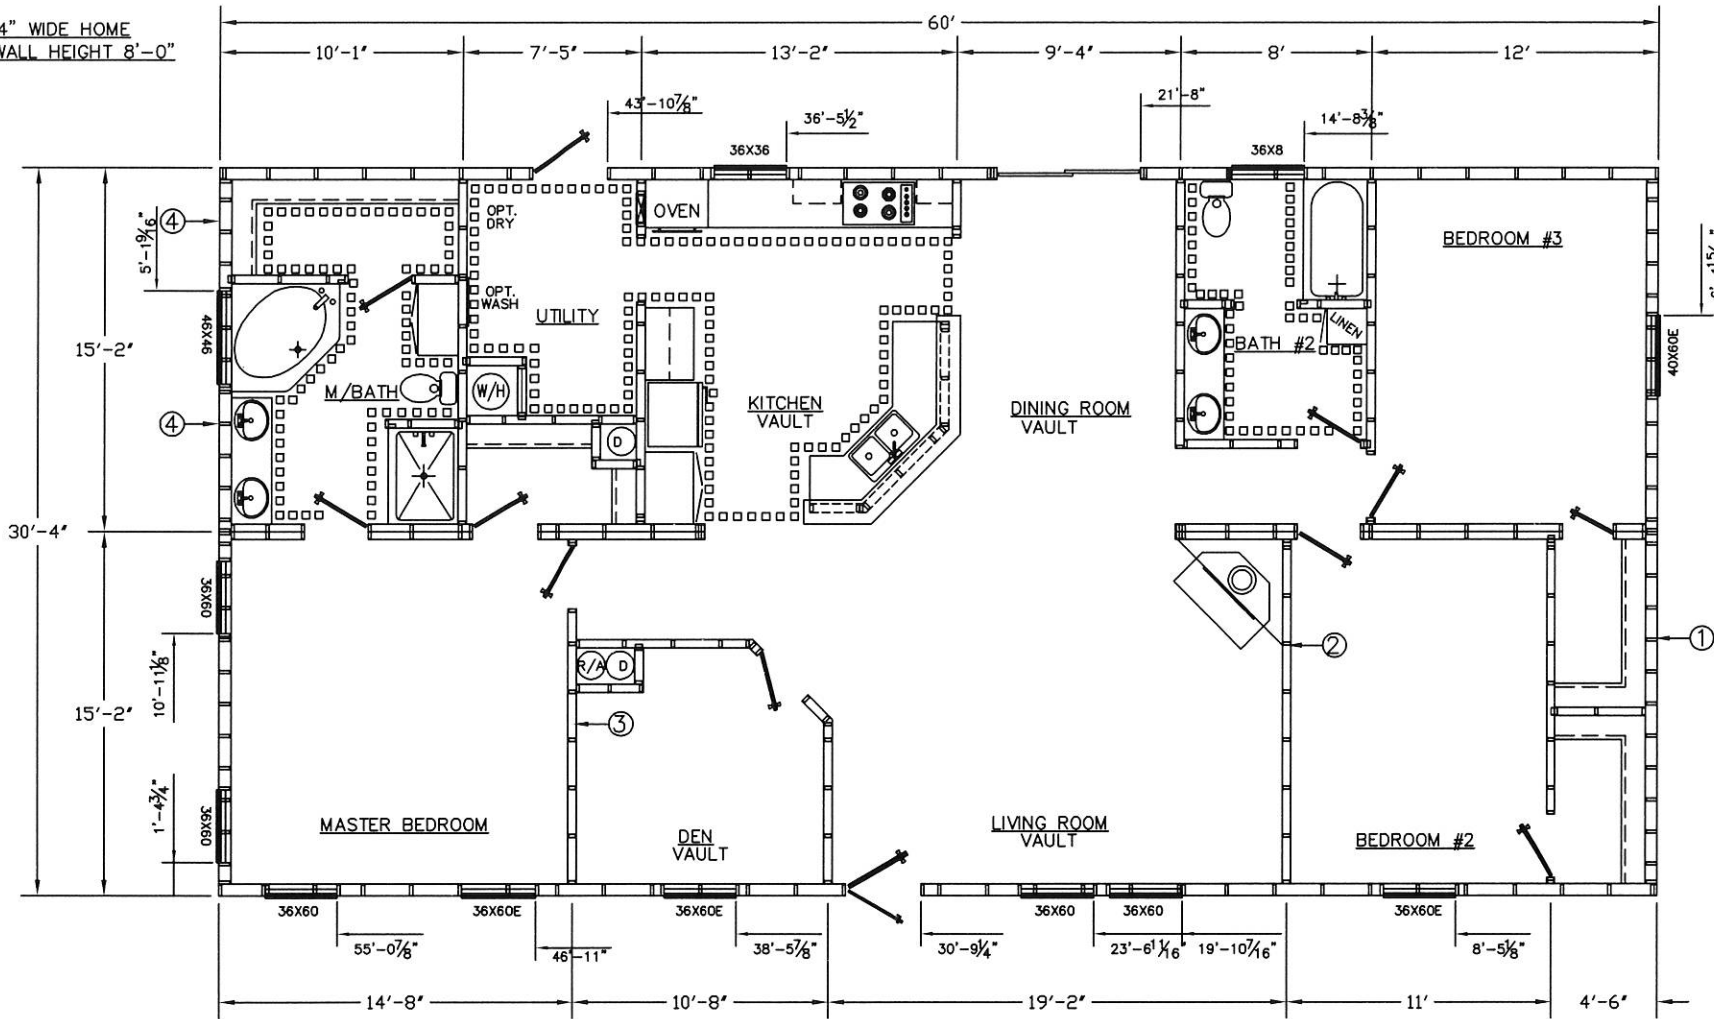 4" WIDE HOME
WALL HEIGHT 8'-0"
60'
10'-1" 7'-5" 13'-2" 9'-4" 8' 12'
43'-10⅞" 36'-5½" 21'-8" 14'-8⅜"
36X36 36X8
4
5'-1 9/16"
OPT.
DRY
OVEN
BEDROOM #3
OPT.
WASH
UTILITY
46X46
15'-2"
LINEN
BATH #2
40X60E
M/BATH
W/H
KITCHEN
VAULT
DINING ROOM
VAULT
4
D
30'-4"
36X60
10'-11⅛"
R/A D
2
1
15'-2"
3
1'-4¾"
36X60
MASTER BEDROOM
DEN
VAULT
LIVING ROOM
VAULT
BEDROOM #2
36X60 36X60E 36X60E 36X60 36X60 36X60E
55'-0⅞" 46'-11" 38'-5⅞" 30'-9¼" 23'-6 1/16" 19'-10 7/16" 8'-5⅝"
14'-8" 10'-8" 19'-2" 11' 4'-6"